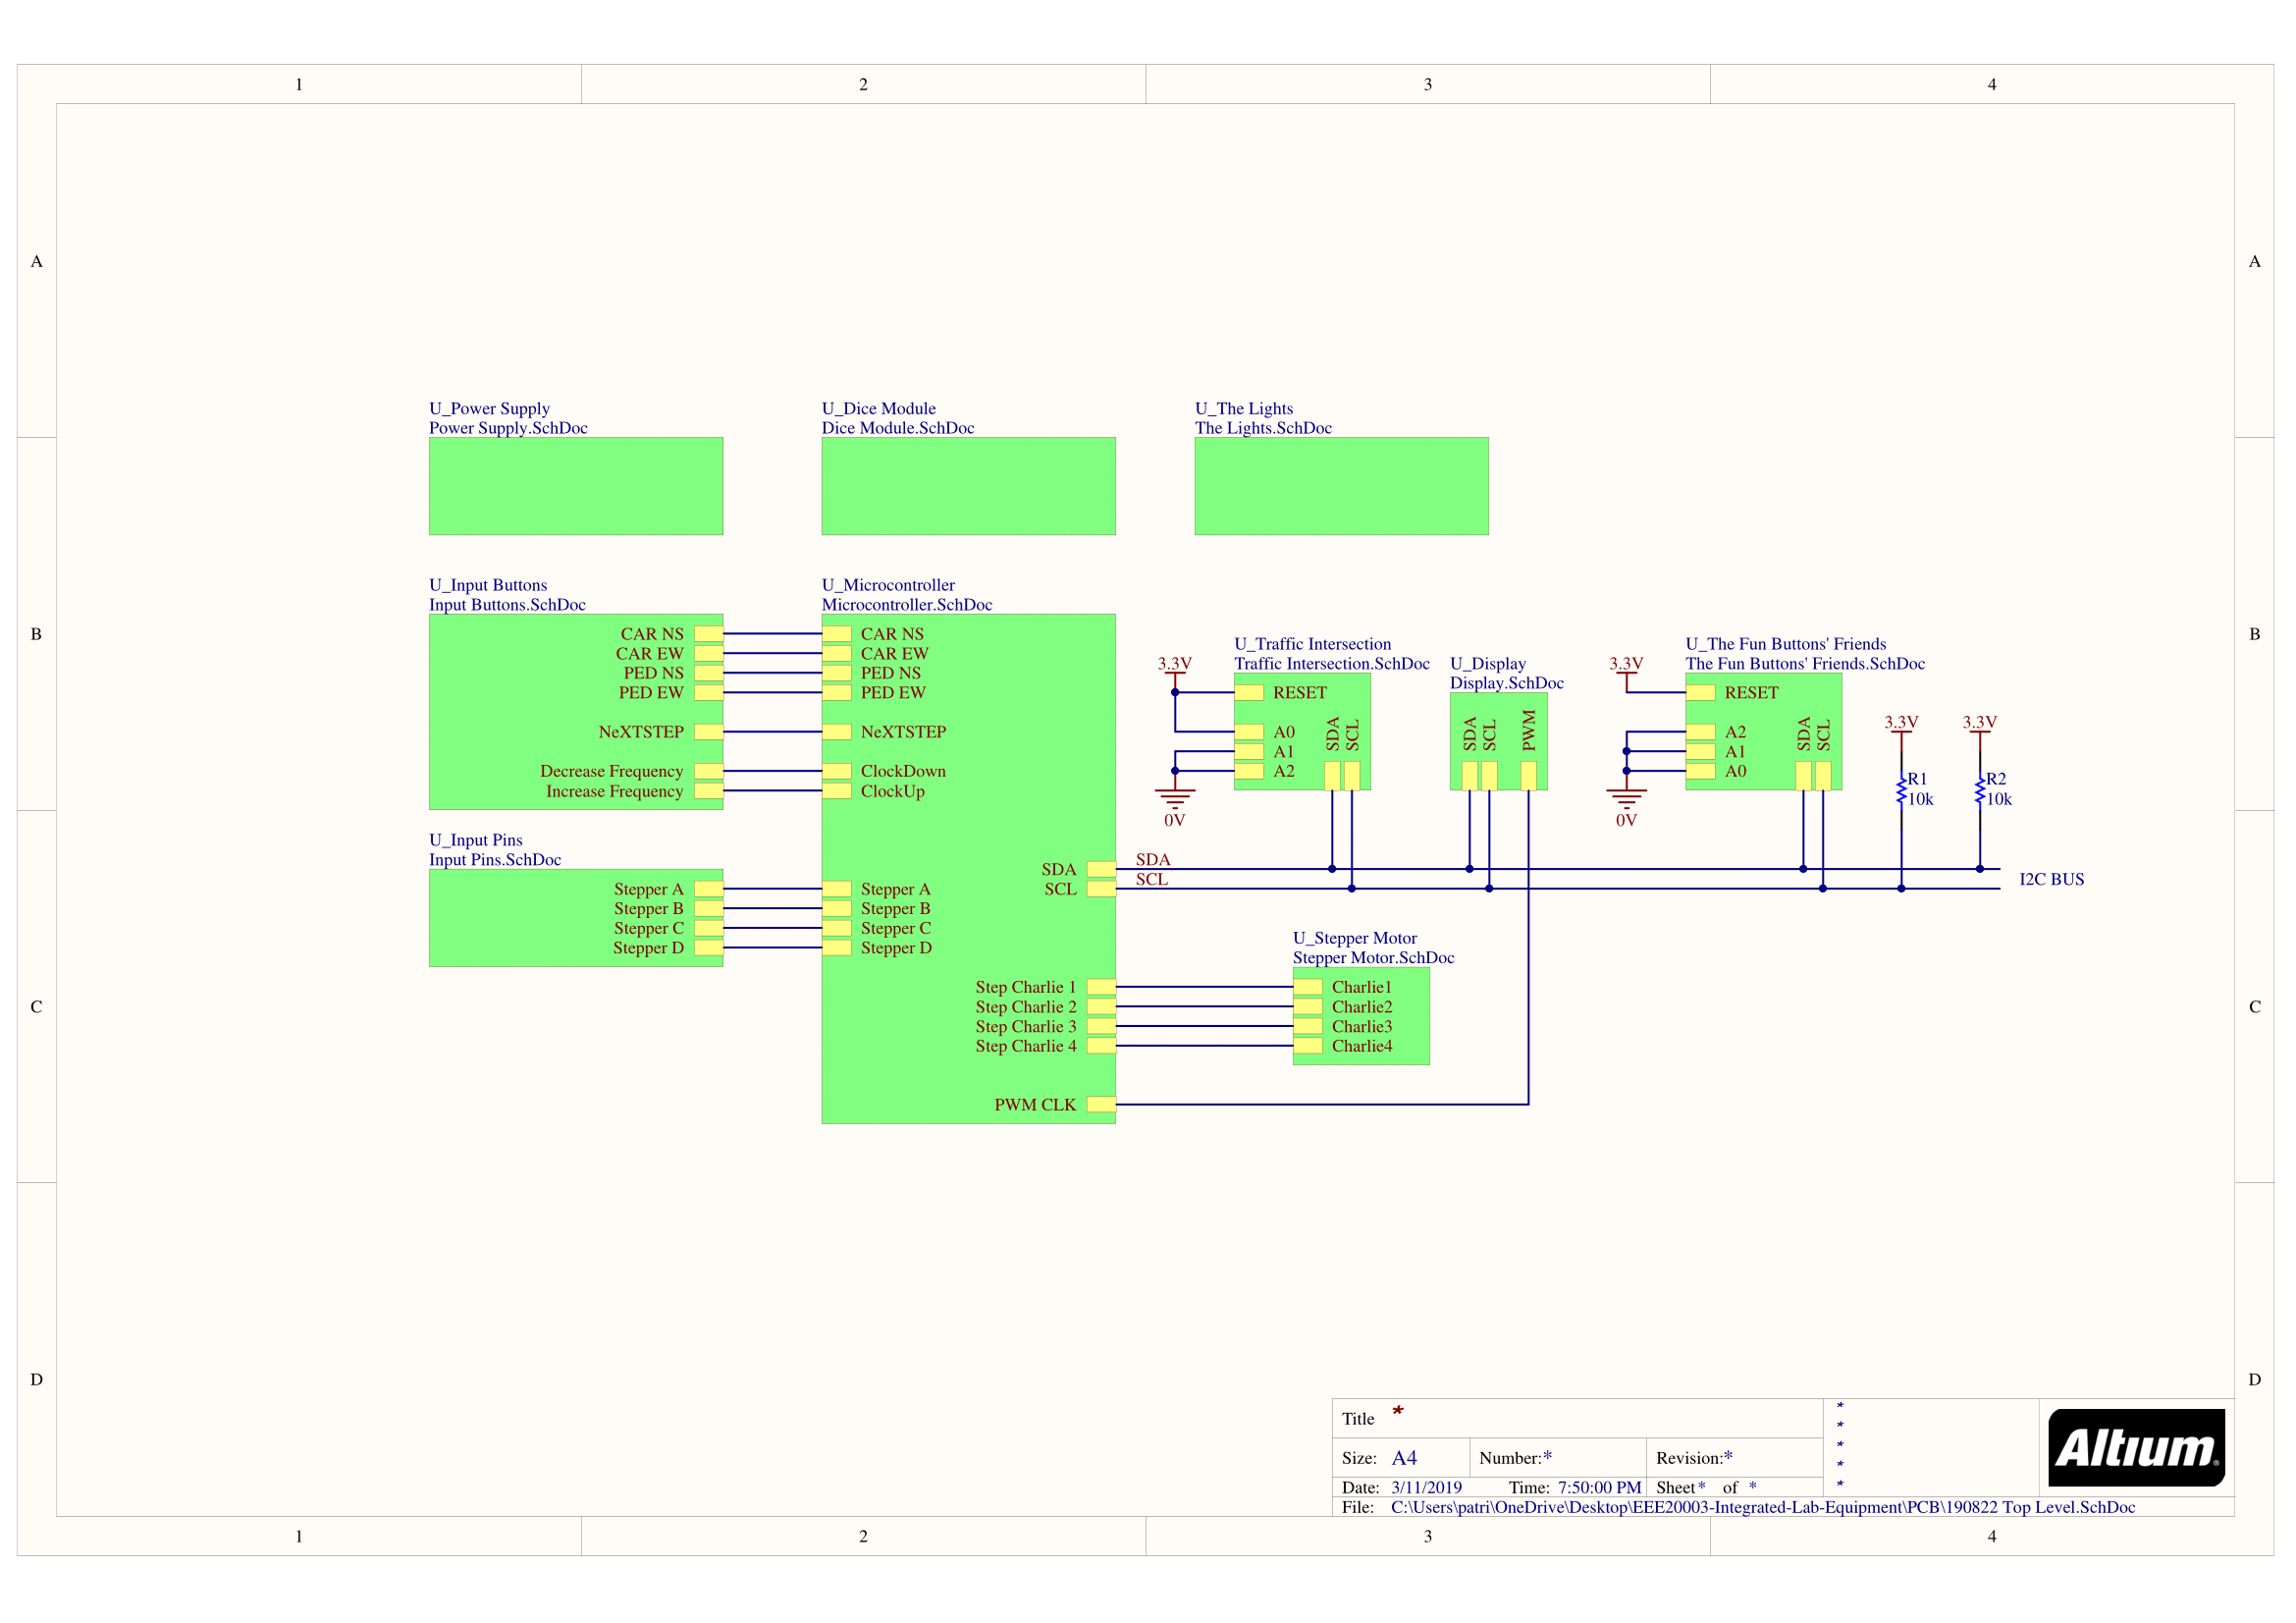 1 2 3 4
A A
U_Power Supply
Power Supply.SchDoc
U_Dice Module
Dice Module.SchDoc
U_The Lights
The Lights.SchDoc
B B
U_Input Buttons
Input Buttons.SchDoc
CAR NS
CAR EW
PED NS
PED EW
NeXTSTEP
Decrease Frequency
Increase Frequency
U_Input Pins
Input Pins.SchDoc
Stepper A
Stepper B
Stepper C
Stepper D
U_Microcontroller
Microcontroller.SchDoc
CAR NS
CAR EW
PED NS
PED EW
NeXTSTEP
ClockDown
ClockUp
SDA
SCL
Stepper A
Stepper B
Stepper C
Stepper D
Step Charlie 1
Step Charlie 2
Step Charlie 3
Step Charlie 4
PWM CLK
SDA
SCL
3.3V
0V
U_Traffic Intersection
Traffic Intersection.SchDoc
RESET
A0
A1
A2
SDA
SCL
U_Display
Display.SchDoc
SDA
SCL
PWM
3.3V
0V
U_The Fun Buttons' Friends
The Fun Buttons' Friends.SchDoc
RESET
A2
A1
A0
SDA
SCL
3.3V
R1
10k
3.3V
R2
10k
I2C BUS
U_Stepper Motor
Stepper Motor.SchDoc
Charlie1
Charlie2
Charlie3
Charlie4
C C
D D
Title *
Size: A4 Number:* Revision:*
Date: 3/11/2019 Time: 7:50:00 PM Sheet * of *
File: C:\Users\patri\OneDrive\Desktop\EEE20003-Integrated-Lab-Equipment\PCB\190822 Top Level.SchDoc
*
*
*
*
*
Altium®
1 2 3 4